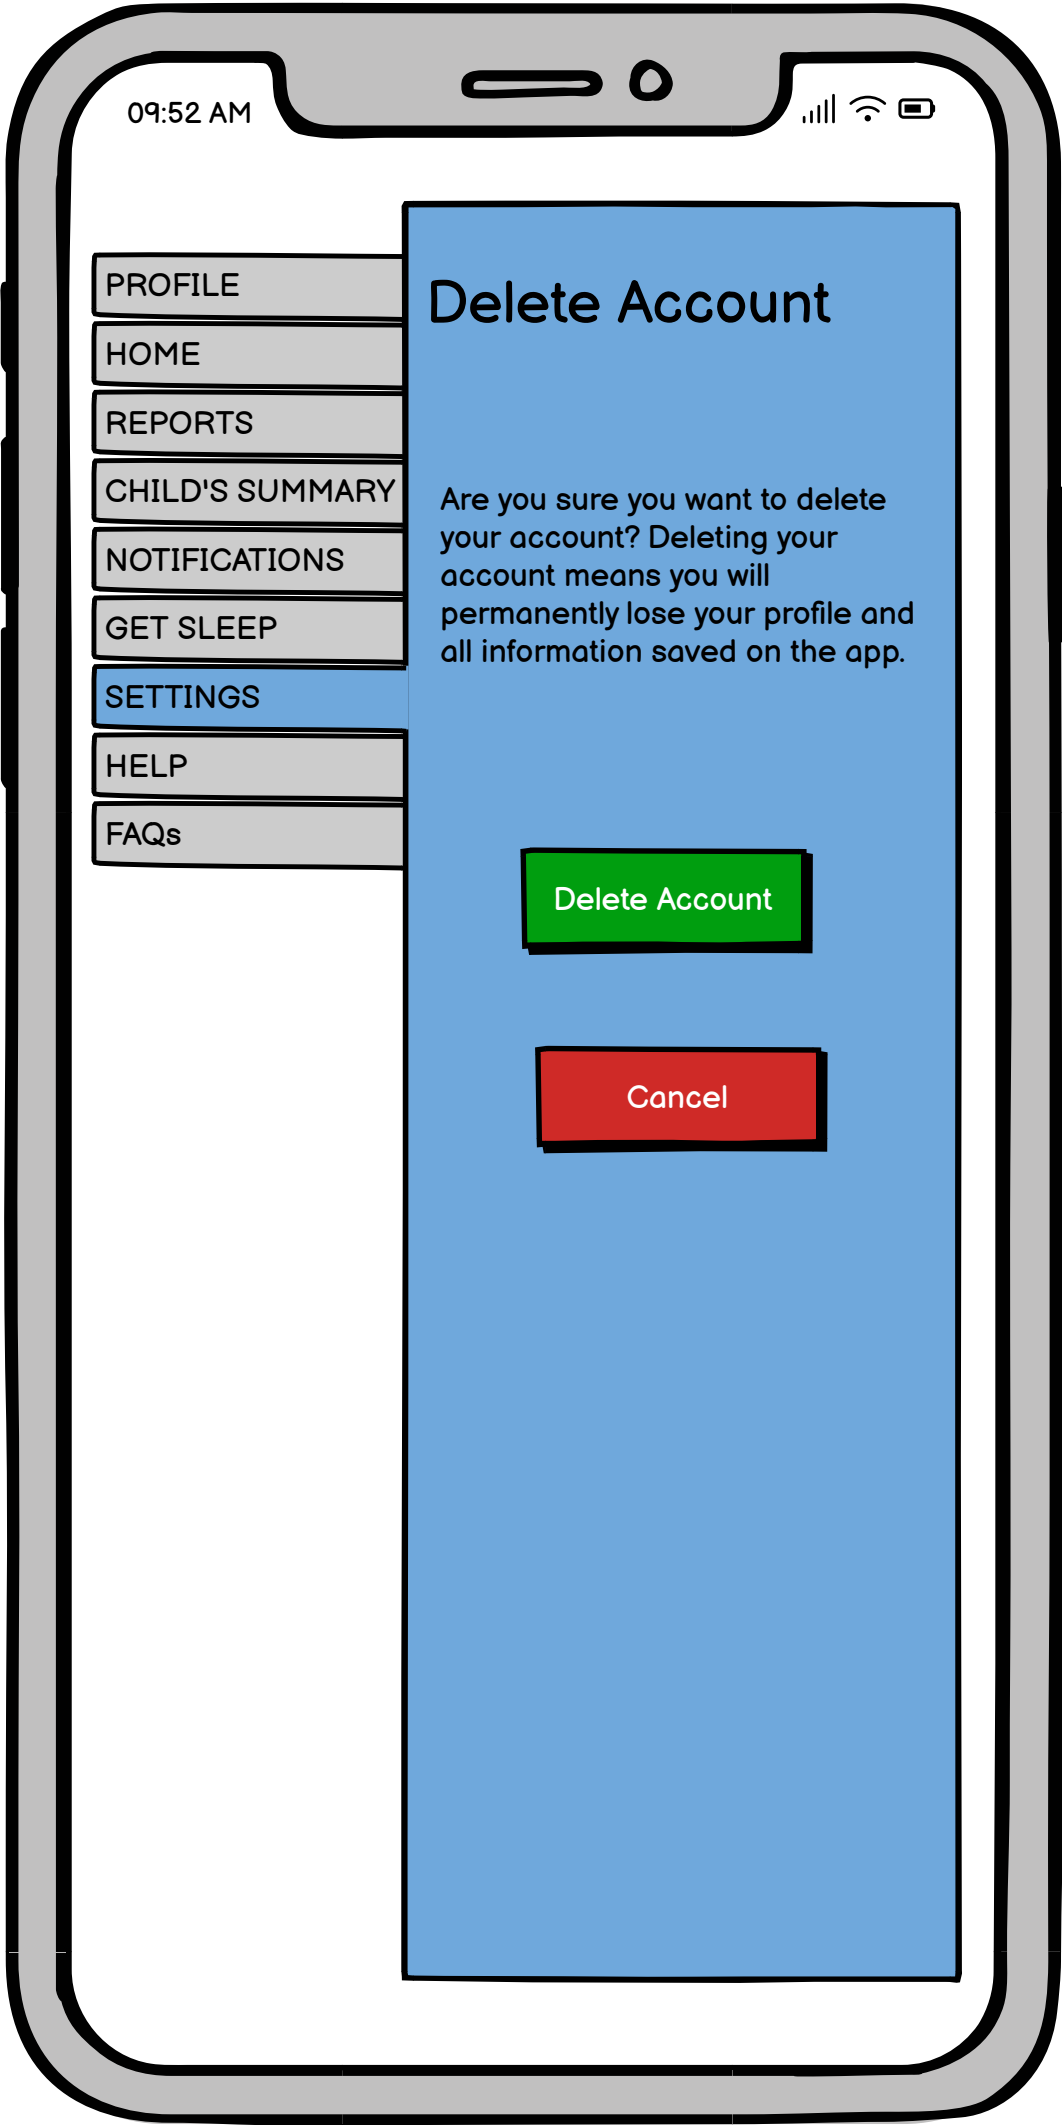 09:52 AM
PROFILE
HOME
REPORTS
CHILD'S SUMMARY
NOTIFICATIONS
GET SLEEP
SETTINGS
HELP
FAQs
Delete Account
Are you sure you want to delete
your account? Deleting your
account means you will
permanently lose your profile and
all information saved on the app.
Delete Account
Cancel